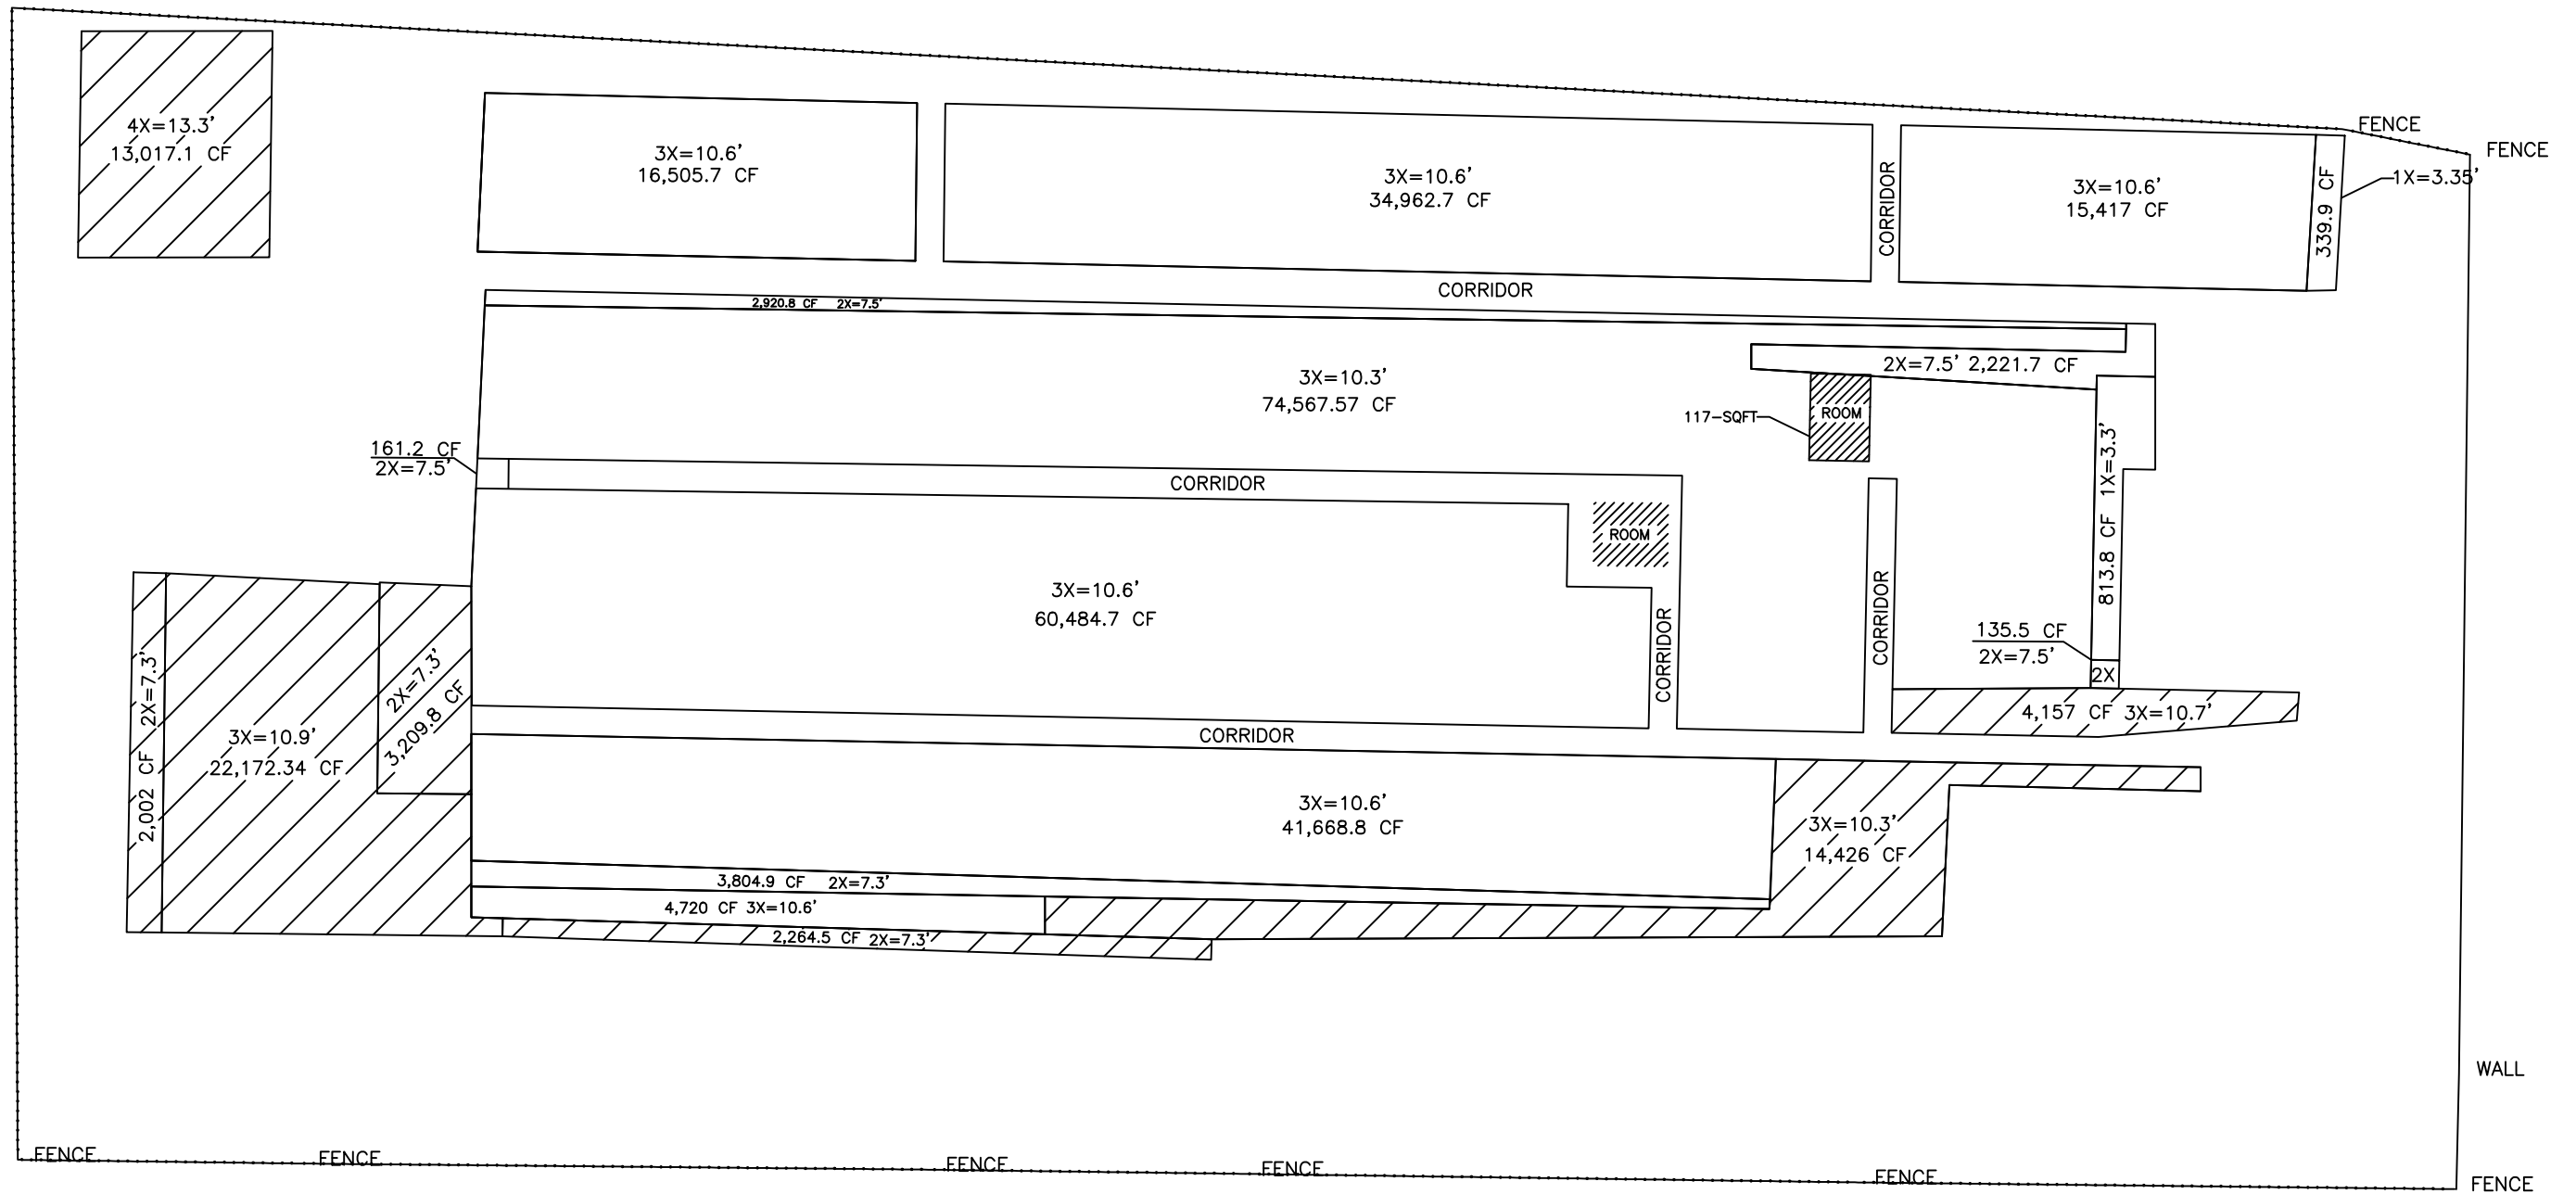 FENCE
FENCE
4X=13.3'
13,017.1 CF
3X=10.6'
16,505.7 CF
3X=10.6'
34,962.7 CF
CORRIDOR
3X=10.6'
15,417 CF
339.9 CF
1X=3.35'
CORRIDOR
2,920.8 CF 2X=7.5'
2X=7.5' 2,221.7 CF
3X=10.3'
74,567.57 CF
117-SQFT
ROOM
161.2 CF
2X=7.5'
CORRIDOR
813.8 CF 1X=3.3'
ROOM
3X=10.6'
60,484.7 CF
CORRIDOR
CORRIDOR
135.5 CF
2X=7.5'
2X
2,002 CF 2X=7.3'
3X=10.9'
22,172.34 CF
2X=7.3'
3,209.8 CF
4,157 CF 3X=10.7'
CORRIDOR
3X=10.6'
41,668.8 CF
3X=10.3'
14,426 CF
3,804.9 CF 2X=7.3'
4,720 CF 3X=10.6'
2,264.5 CF 2X=7.3'
WALL
FENCE
FENCE
FENCE
FENCE
FENCE
FENCE